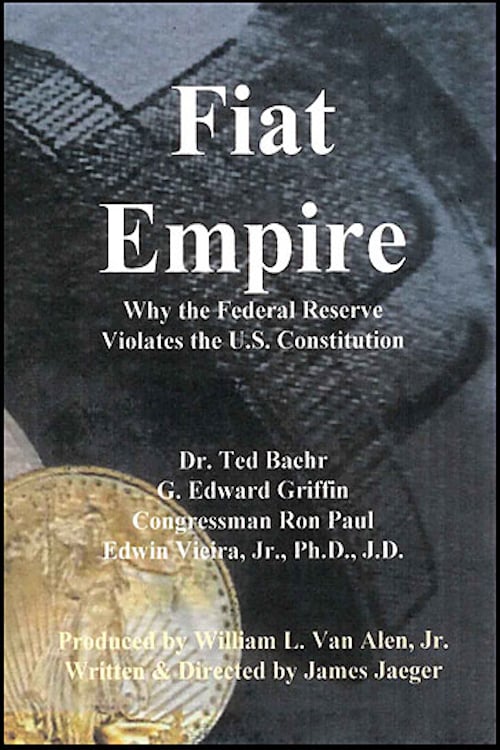 Fiat
Empire
Why the Federal Reserve
Violates the U.S. Constitution
Dr. Ted Baehr
G. Edward Griffin
Congressman Ron Paul
Edwin Vieira, Jr., Ph.D., J.D.
Produced by William L. Van Alen, Jr.
Written & Directed by James Jaeger